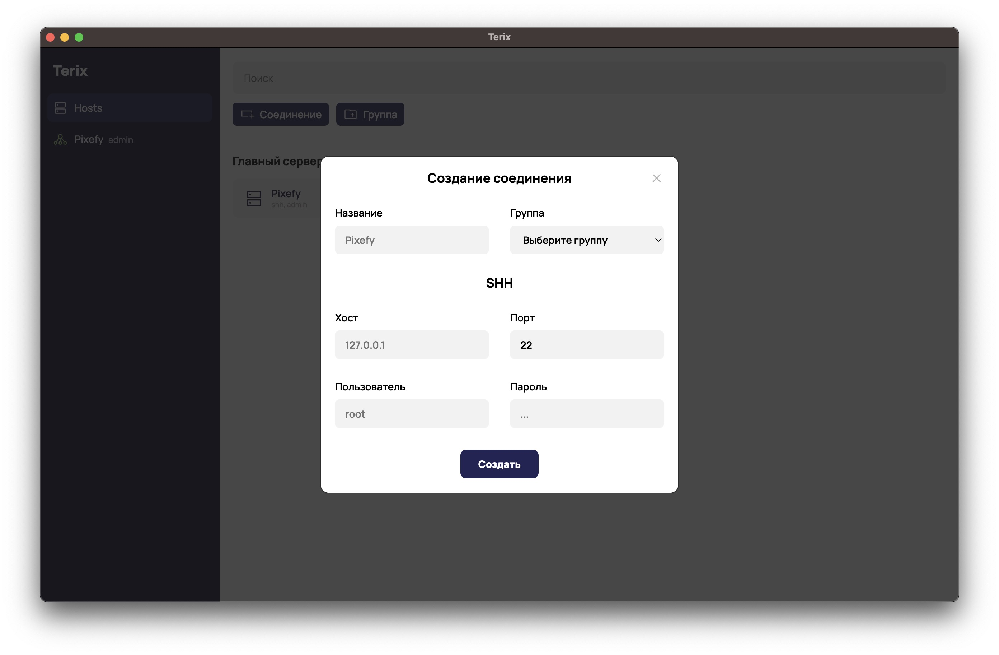 Terix
Terix
Hosts
Pixefy admin
Поиск
Соединение
Группа
Главный сервер
Pixefy
shh, admin
Создание соединения
Название
Группа
Pixefy
Выберите группу
SHH
Хост
Порт
127.0.0.1
22
Пользователь
Пароль
root
...
Создать